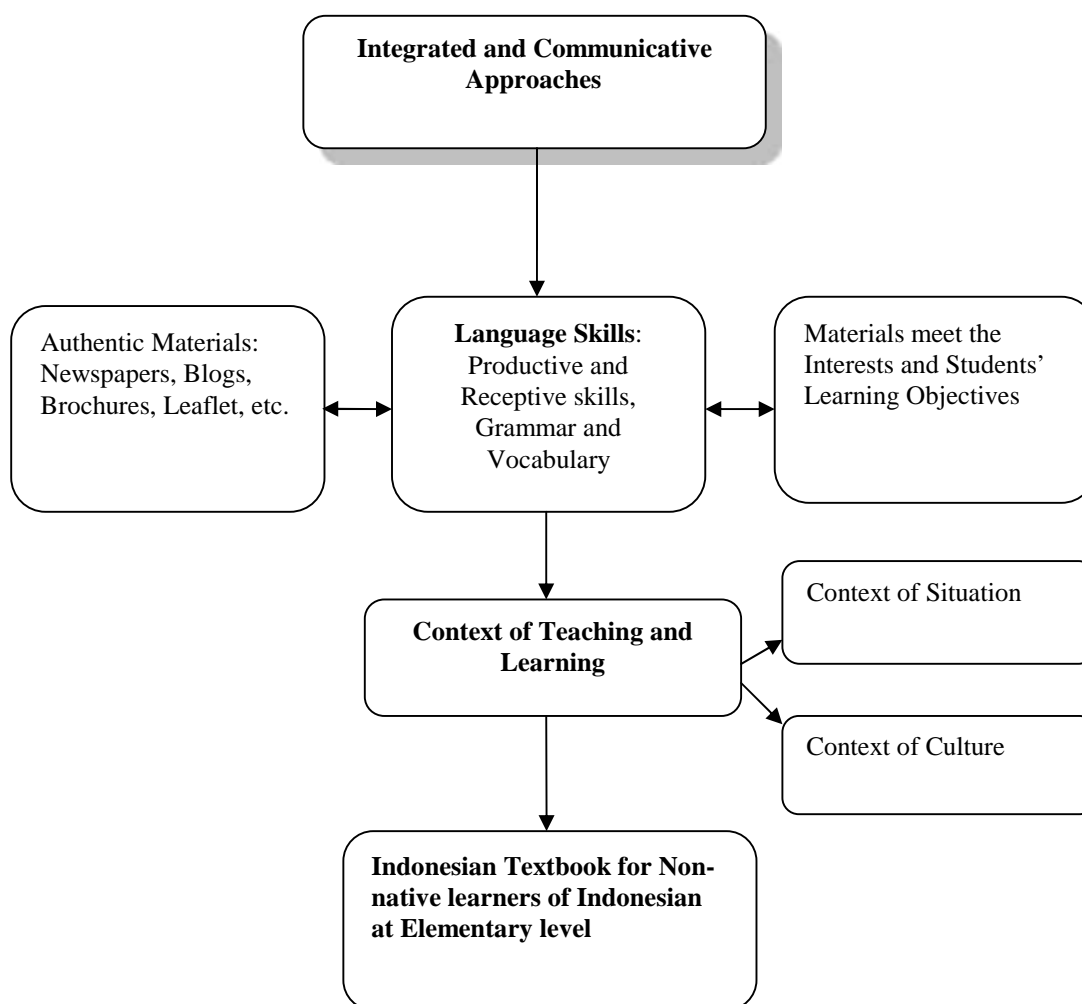 Integrated and Communicative
Approaches
Authentic Materials:
Newspapers, Blogs,
Brochures, Leaflet, etc.
Language Skills:
Productive and
Receptive skills,
Grammar and
Vocabulary
Materials meet the
Interests and Students’
Learning Objectives
Context of Teaching and
Learning
Context of Situation
Context of Culture
Indonesian Textbook for Non-
native learners of Indonesian
at Elementary level